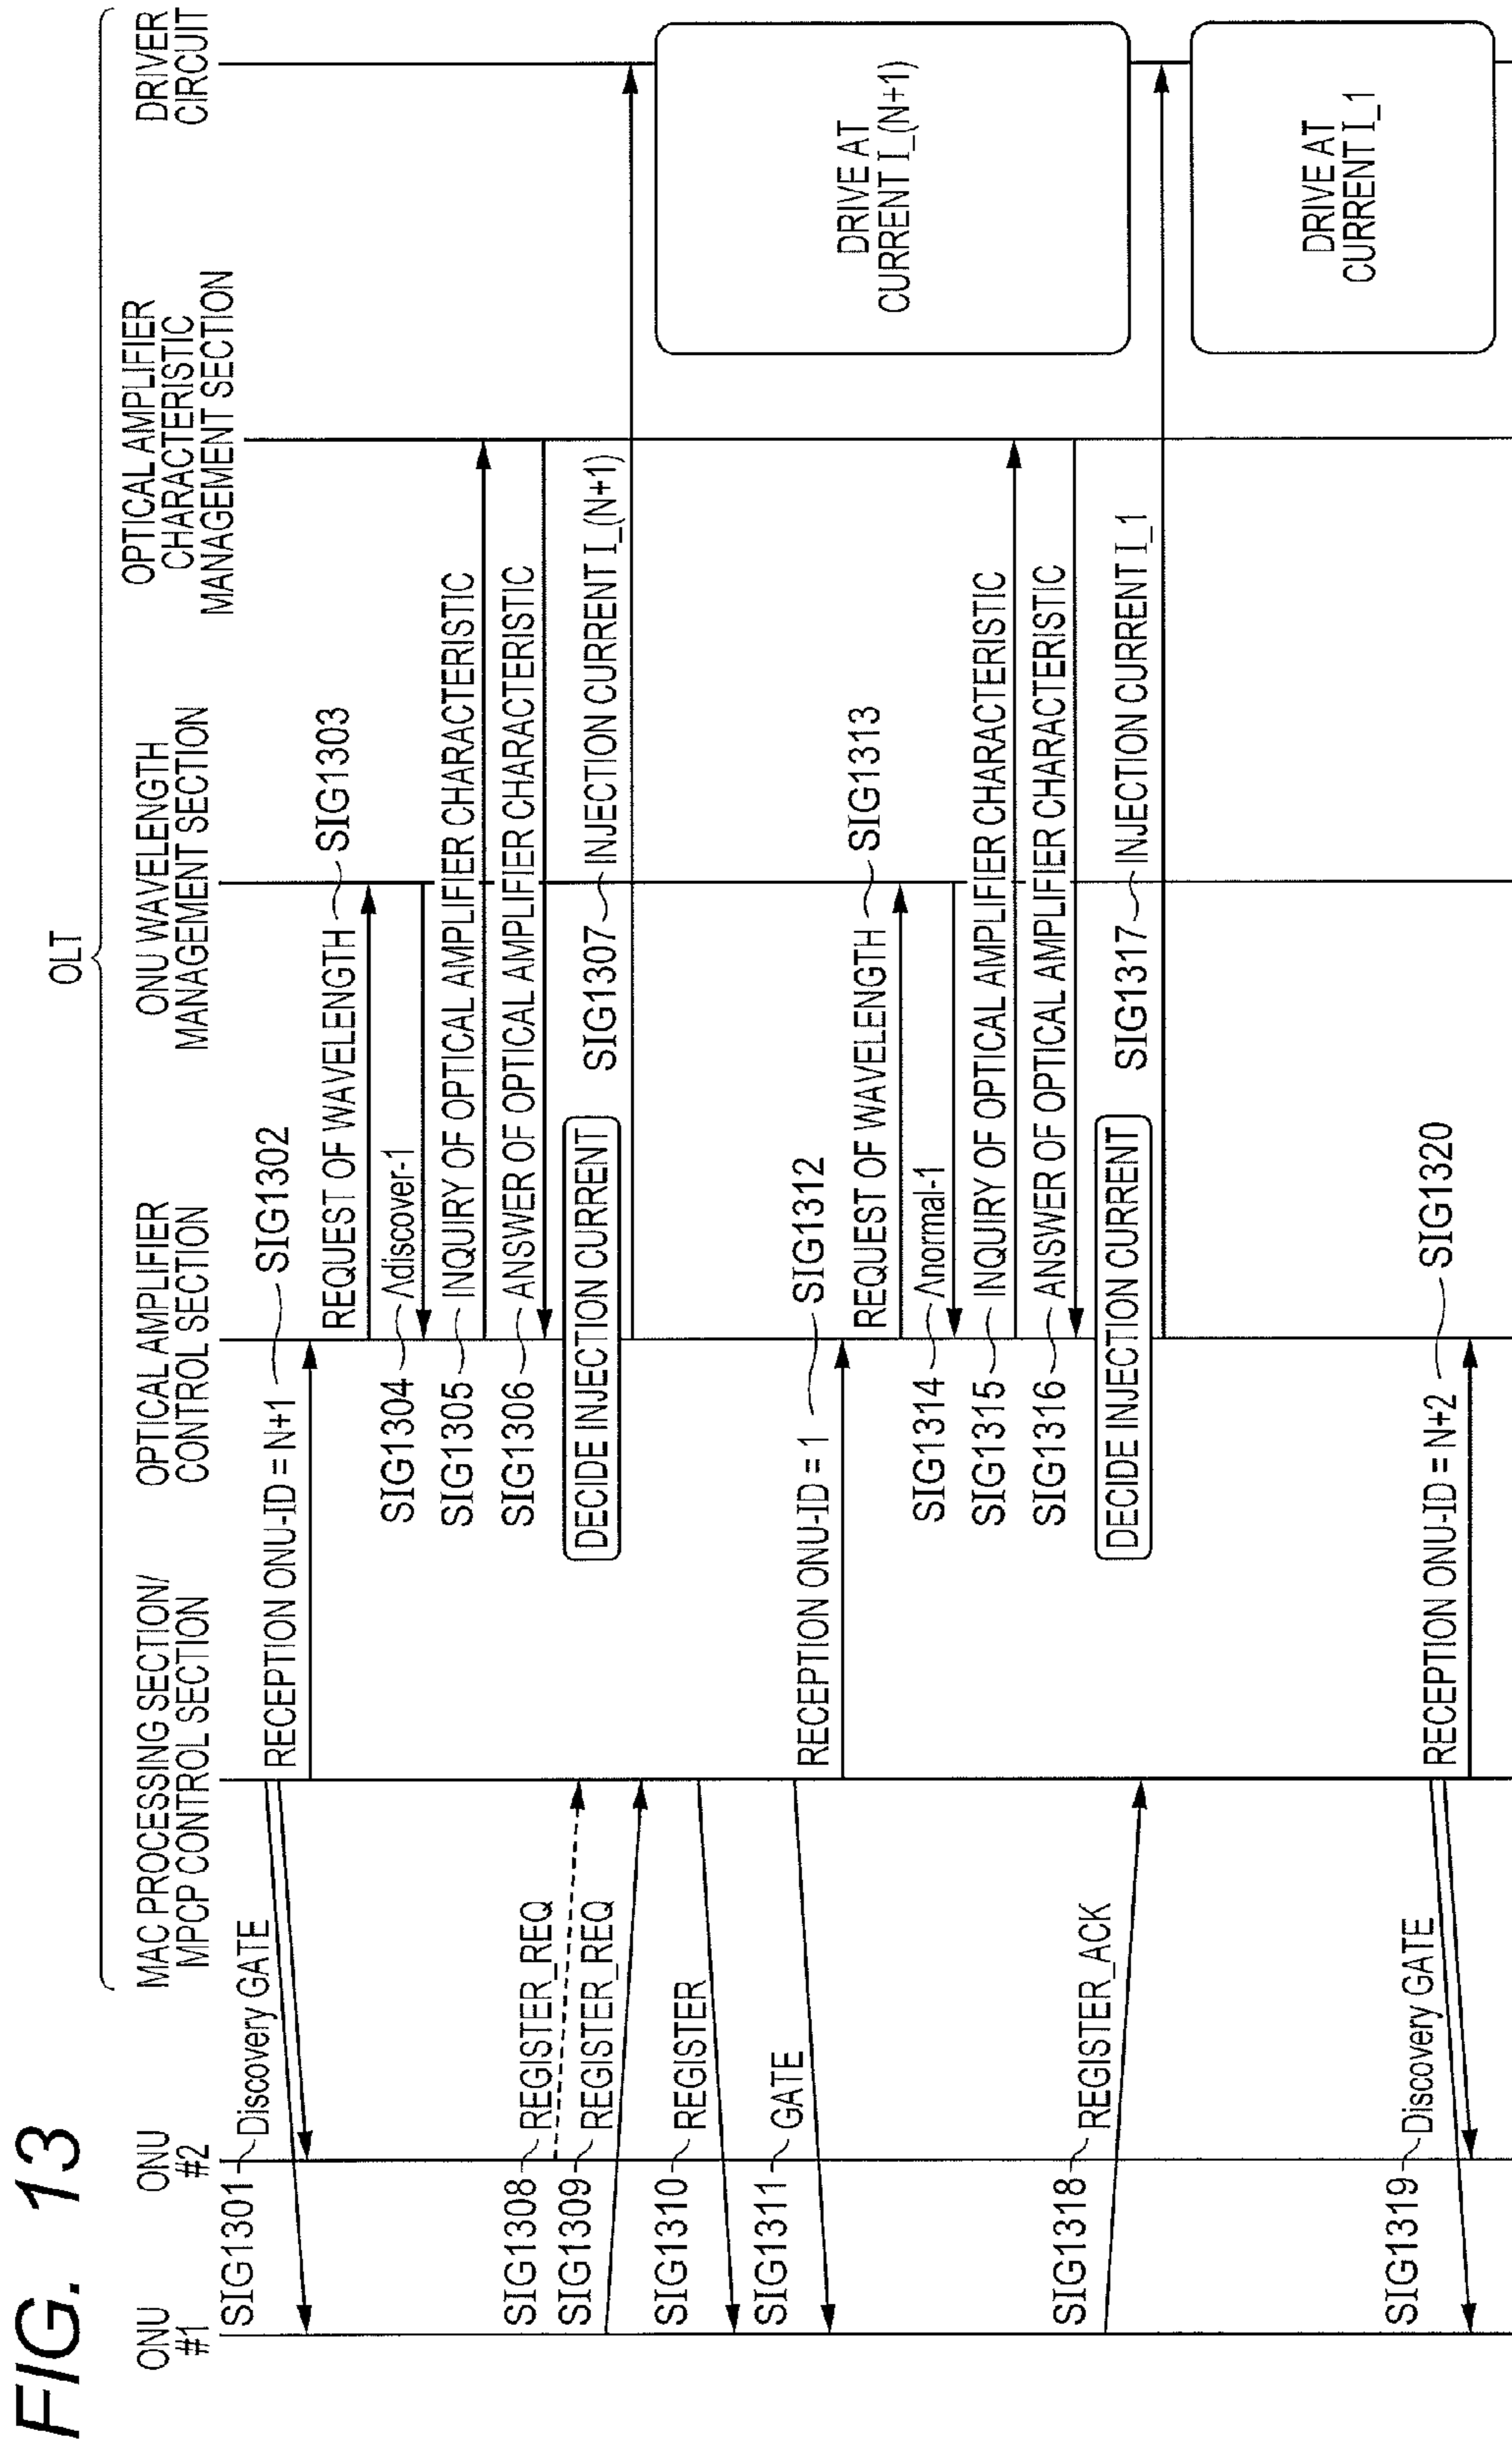 FIG. 13
OLT
ONU
#1
ONU
#2
MAC PROCESSING SECTION/
MPCP CONTROL SECTION
OPTICAL AMPLIFIER
CONTROL SECTION
ONU WAVELENGTH
MANAGEMENT SECTION
OPTICAL AMPLIFIER
CHARACTERISTIC
MANAGEMENT SECTION
DRIVER
CIRCUIT
SIG1301 Discovery GATE
RECEPTION ONU-ID = N+1 SIG1302
REQUEST OF WAVELENGTH SIG1303
SIG1304 Λdiscover-1
SIG1305 INQUIRY OF OPTICAL AMPLIFIER CHARACTERISTIC
SIG1306 ANSWER OF OPTICAL AMPLIFIER CHARACTERISTIC
SIG1308 REGISTER_REQ
DECIDE INJECTION CURRENT
SIG1307 INJECTION CURRENT I_(N+1)
SIG1309 REGISTER_REQ
SIG1310 REGISTER
DRIVE AT
CURRENT I_(N+1)
SIG1311 GATE
RECEPTION ONU-ID = 1 SIG1312
REQUEST OF WAVELENGTH SIG1313
SIG1314 Λnormal-1
SIG1315 INQUIRY OF OPTICAL AMPLIFIER CHARACTERISTIC
SIG1316 ANSWER OF OPTICAL AMPLIFIER CHARACTERISTIC
SIG1318 REGISTER_ACK
DECIDE INJECTION CURRENT
SIG1317 INJECTION CURRENT I_1
DRIVE AT
CURRENT I_1
SIG1319 Discovery GATE
RECEPTION ONU-ID = N+2 SIG1320